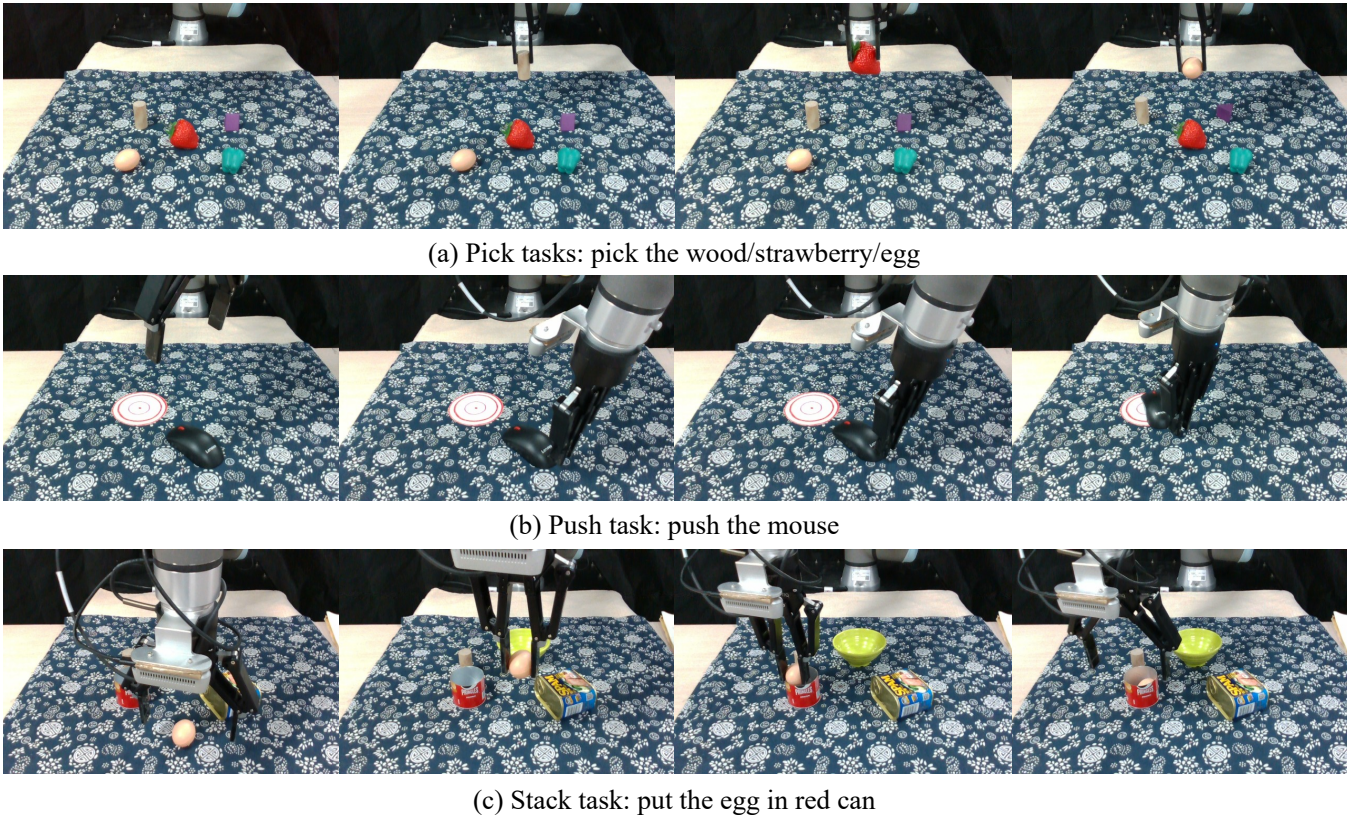 (a) Pick tasks: pick the wood/strawberry/egg
(b) Push task: push the mouse
SPAM
(c) Stack task: put the egg in red can